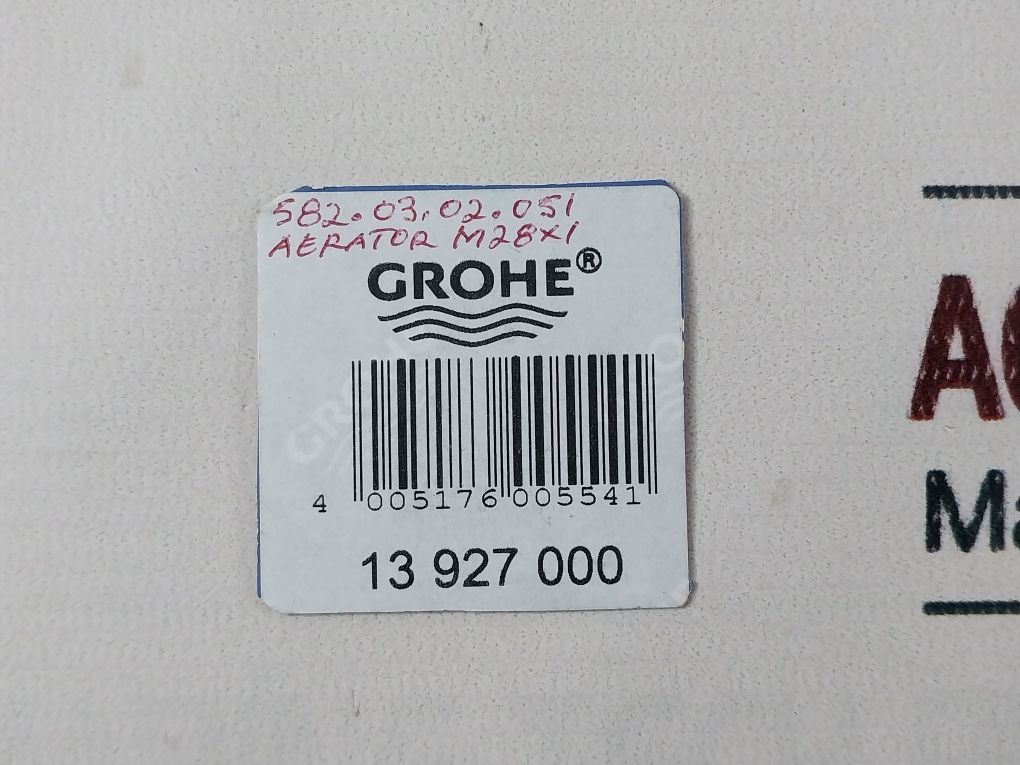 582.03.02.051
AERATOR M28X1
GROHE®
4 005176 005541
13 927 000